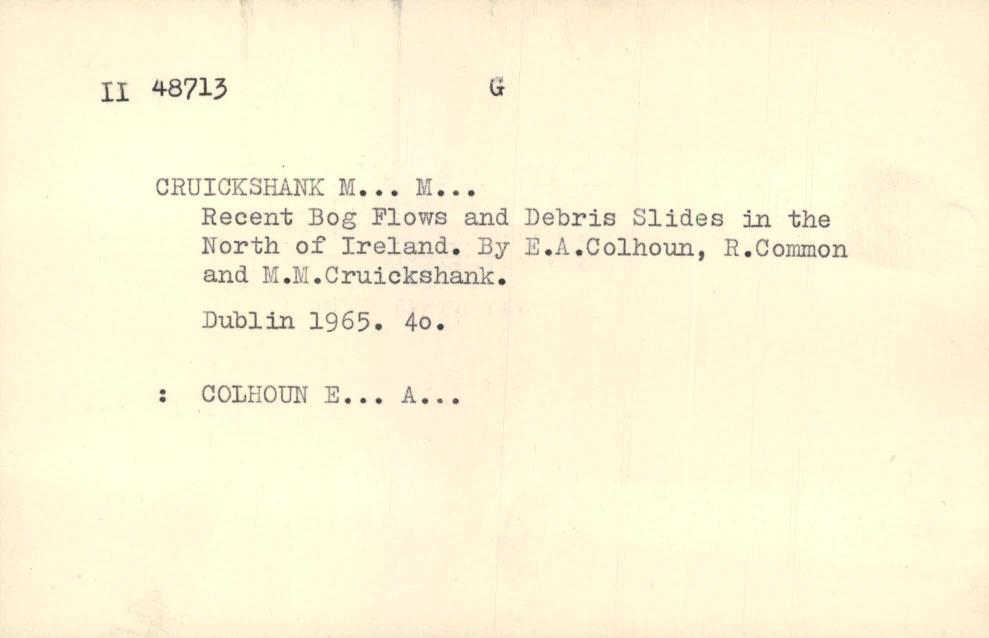 II 48713 G
CRUICKSHANK M... M...
Recent Bog Flows and Debris Slides in the
North of Ireland. By E.A.Colhoun, R.Common
and M.M.Cruickshank.
Dublin 1965. 4o.
: COLHOUN E... A...